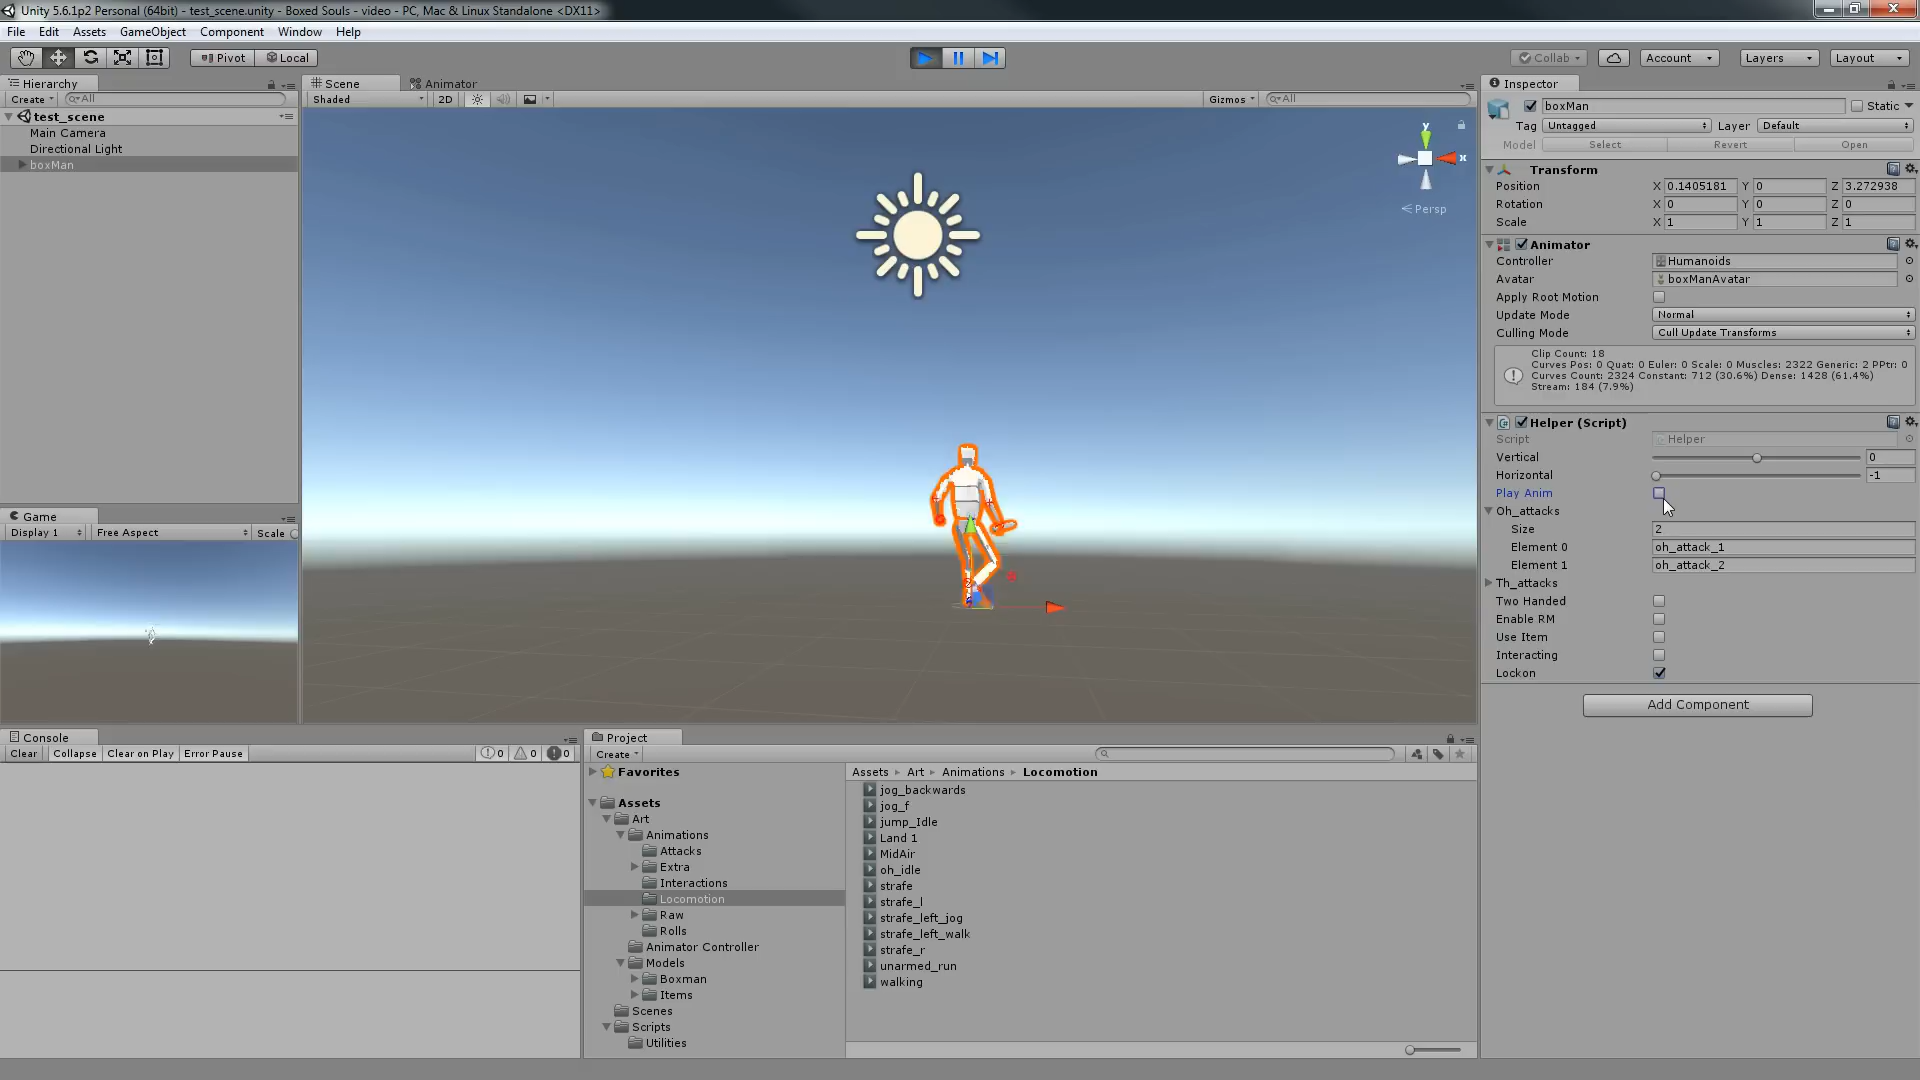 Unity 5.6.1p2 Personal (64bit) - test_scene.unity - Boxed Souls - video - PC, Mac & Linux Standalone <DX11>
File Edit Assets GameObject Component Window Help
Pivot Local Collab Account Layers Layout
Hierarchy
Create All
test_scene
Main Camera
Directional Light
boxMan
Scene Animator
Shaded 2D Gizmos All
y
x
Persp
Game
Display 1 Free Aspect Scale
Inspector
boxMan Static
Tag Untagged Layer Default
Model Select Revert Open
Transform
Position X 0.1405181 Y 0 Z 3.272938
Rotation X 0 Y 0 Z 0
Scale X 1 Y 1 Z 1
Animator
Controller Humanoids
Avatar boxManAvatar
Apply Root Motion
Update Mode Normal
Culling Mode Cull Update Transforms
Clip Count: 18
Curves Pos: 0 Quat: 0 Euler: 0 Scale: 0 Muscles: 2322 Generic: 2 PPtr: 0
Curves Count: 2324 Constant: 712 (30.6%) Dense: 1428 (61.4%)
Stream: 184 (7.9%)
Helper (Script)
Script Helper
Vertical 0
Horizontal -1
Play Anim
Oh_attacks
Size 2
Element 0 oh_attack_1
Element 1 oh_attack_2
Th_attacks
Two Handed
Enable RM
Use Item
Interacting
Lockon
Add Component
Console
Clear Collapse Clear on Play Error Pause 0 0 0
Project
Create
Favorites
Assets
Art
Animations
Attacks
Extra
Interactions
Locomotion
Raw
Rolls
Animator Controller
Models
Boxman
Items
Scenes
Scripts
Utilities
Assets Art Animations Locomotion
jog_backwards
jog_f
jump_Idle
Land 1
MidAir
oh_idle
strafe
strafe_l
strafe_left_jog
strafe_left_walk
strafe_r
unarmed_run
walking